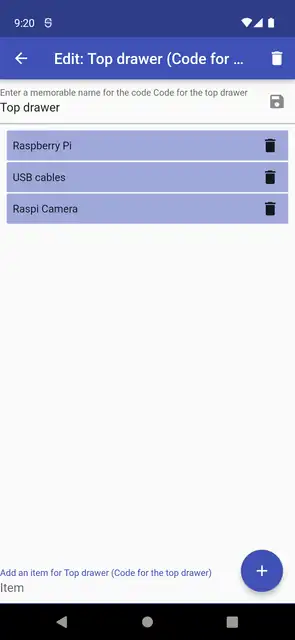 9:20
Edit: Top drawer (Code for ...
Enter a memorable name for the code Code for the top drawer
Top drawer
Raspberry Pi
USB cables
Raspi Camera
Add an item for Top drawer (Code for the top drawer)
Item